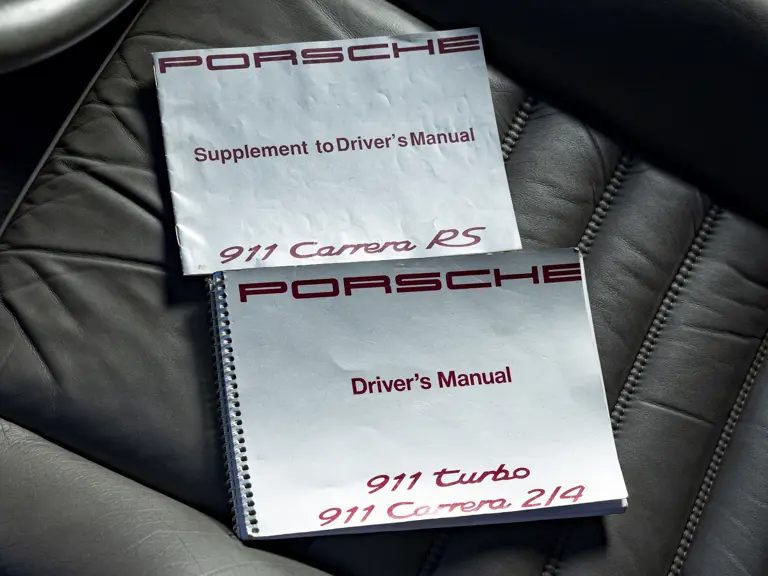 PORSCHE
Supplement to Driver's Manual
911 Carrera RS
PORSCHE
Driver's Manual
911 turbo
911 Carrera 2/4